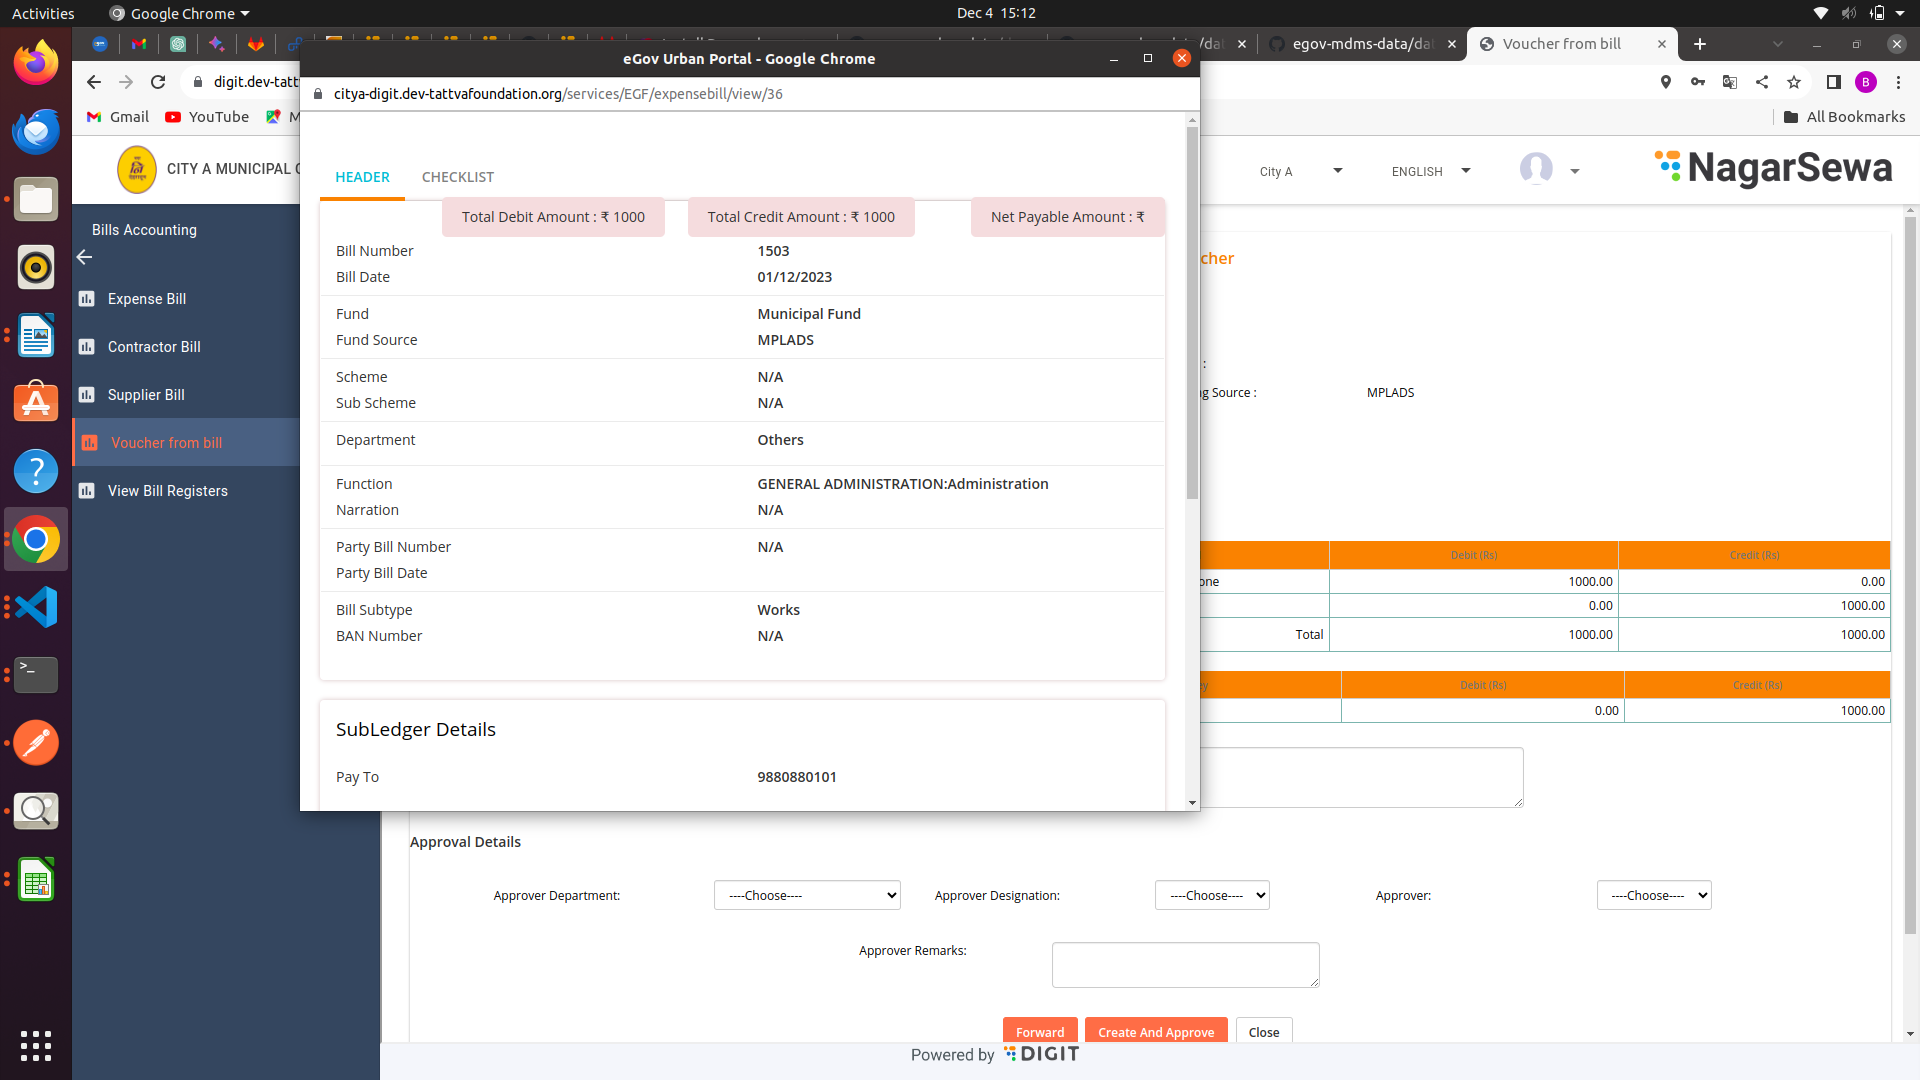 Activities
Google Chrome
Dec 4 15:12
eGov Urban Portal - Google Chrome
egov-mdms-data/dat
Voucher from bill
digit.dev-tatt
citya-digit.dev-tattvafoundation.org/services/EGF/expensebill/view/36
Gmail
YouTube
M
All Bookmarks
CITY A MUNICIPAL C
City A
ENGLISH
NagarSewa
HEADER
CHECKLIST
Total Debit Amount : ₹ 1000
Total Credit Amount : ₹ 1000
Net Payable Amount : ₹
Bill Number 1503
Bill Date 01/12/2023
Fund Municipal Fund
Fund Source MPLADS
Scheme N/A
Sub Scheme N/A
Department Others
Function GENERAL ADMINISTRATION:Administration
Narration N/A
Party Bill Number N/A
Party Bill Date
Bill Subtype Works
BAN Number N/A
SubLedger Details
Pay To 9880880101
Bills Accounting
Expense Bill
Contractor Bill
Supplier Bill
Voucher from bill
View Bill Registers
cher
:
g Source : MPLADS
Debit (Rs) Credit (Rs)
one 1000.00 0.00
0.00 1000.00
Total 1000.00 1000.00
ey Debit (Rs) Credit (Rs)
0.00 1000.00
Approval Details
Approver Department: ----Choose---- Approver Designation: ----Choose---- Approver: ----Choose----
Approver Remarks:
Forward Create And Approve Close
Powered by DIGIT